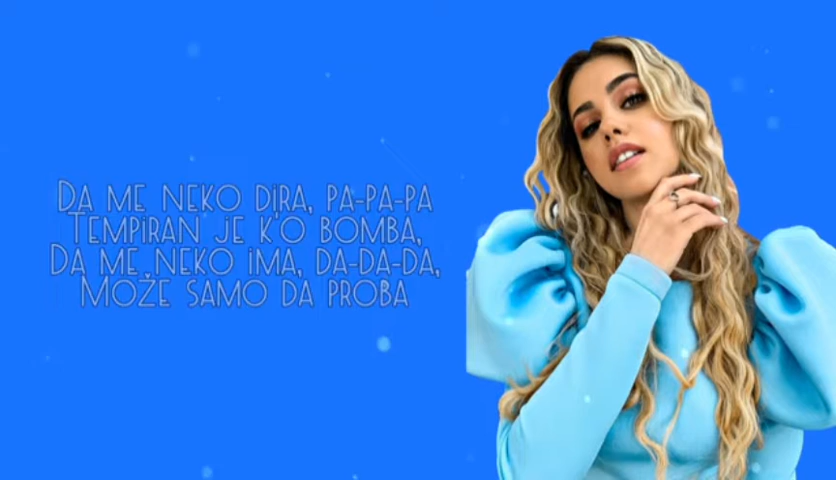 Da me neko dira, pa-pa-pa
Tempiran je k'o bomba,
Da me neko ima, da-da-da,
Može samo da proba